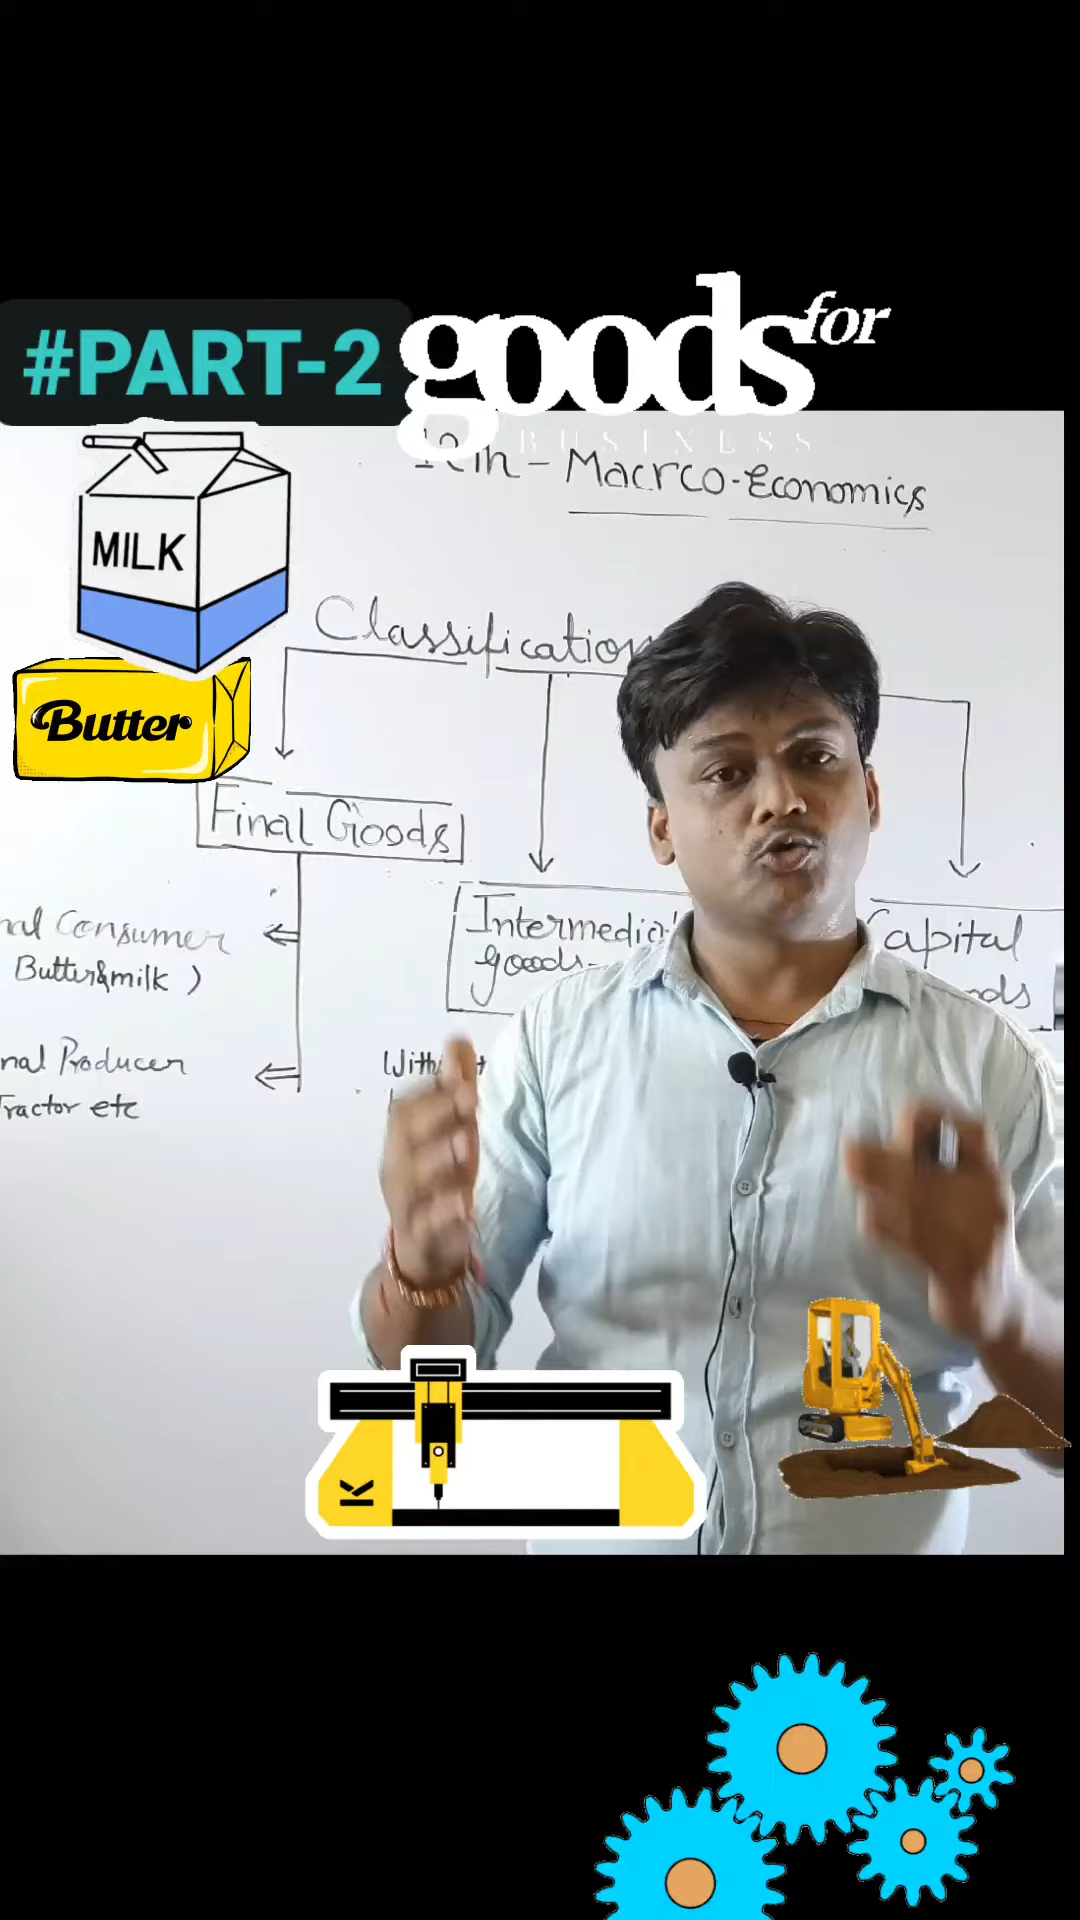 #PART-2
goods for
BUSINESS
12th - Macrco-Economics
MILK
Classification
Butter
Final Goods
Consumer
Butter&milk )
Intermedia
goods-
Capital
Producer
Tractor etc
K